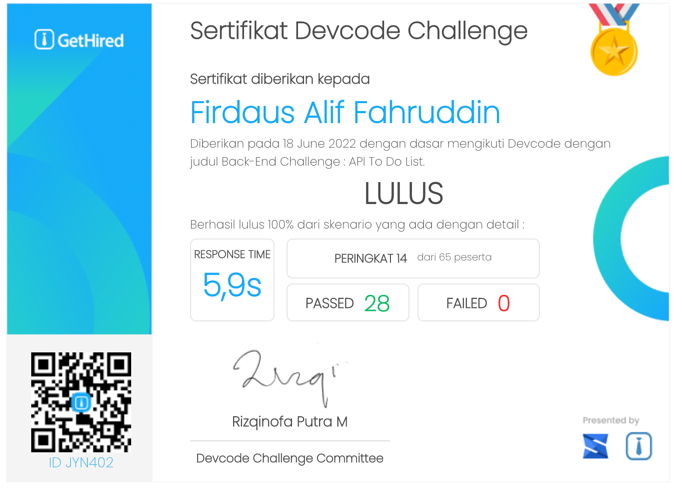 GetHired
Sertifikat Devcode Challenge
Sertifikat diberikan kepada
Firdaus Alif Fahruddin
Diberikan pada 18 June 2022 dengan dasar mengikuti Devcode dengan
judul Back-End Challenge : API To Do List.
LULUS
Berhasil lulus 100% dari skenario yang ada dengan detail :
RESPONSE TIME
5,9s
PERINGKAT 14 dari 65 peserta
PASSED 28
FAILED 0
Rizqi
Rizqinofa Putra M
Devcode Challenge Committee
ID JYN402
Presented by